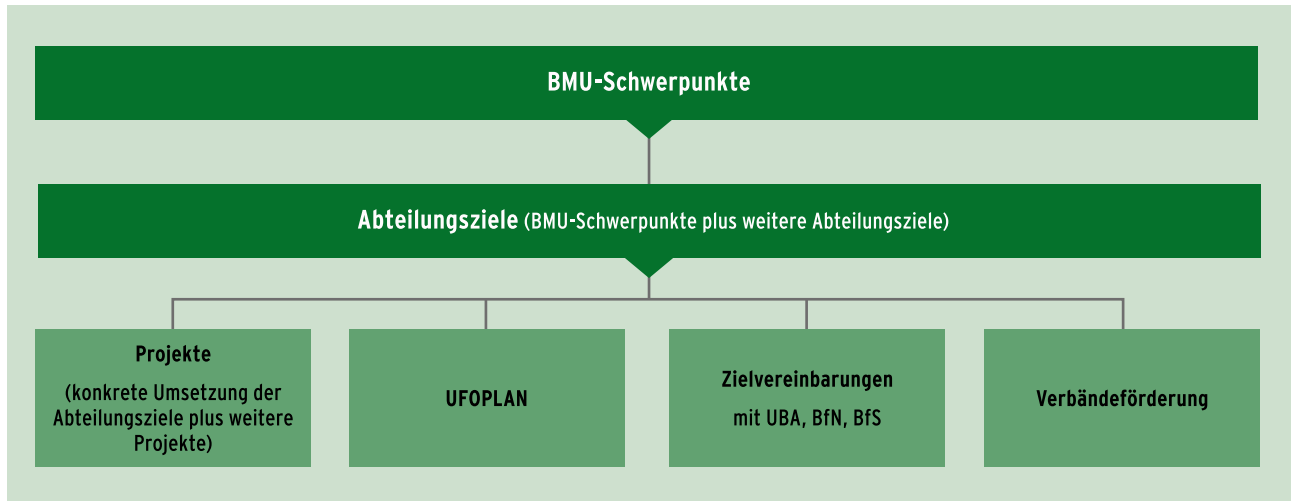 BMU-Schwerpunkte
Abteilungsziele (BMU-Schwerpunkte plus weitere Abteilungsziele)
Projekte
(konkrete Umsetzung der
Abteilungsziele plus weitere
Projekte)
UFOPLAN
Zielvereinbarungen
mit UBA, BfN, BfS
Verbändeförderung